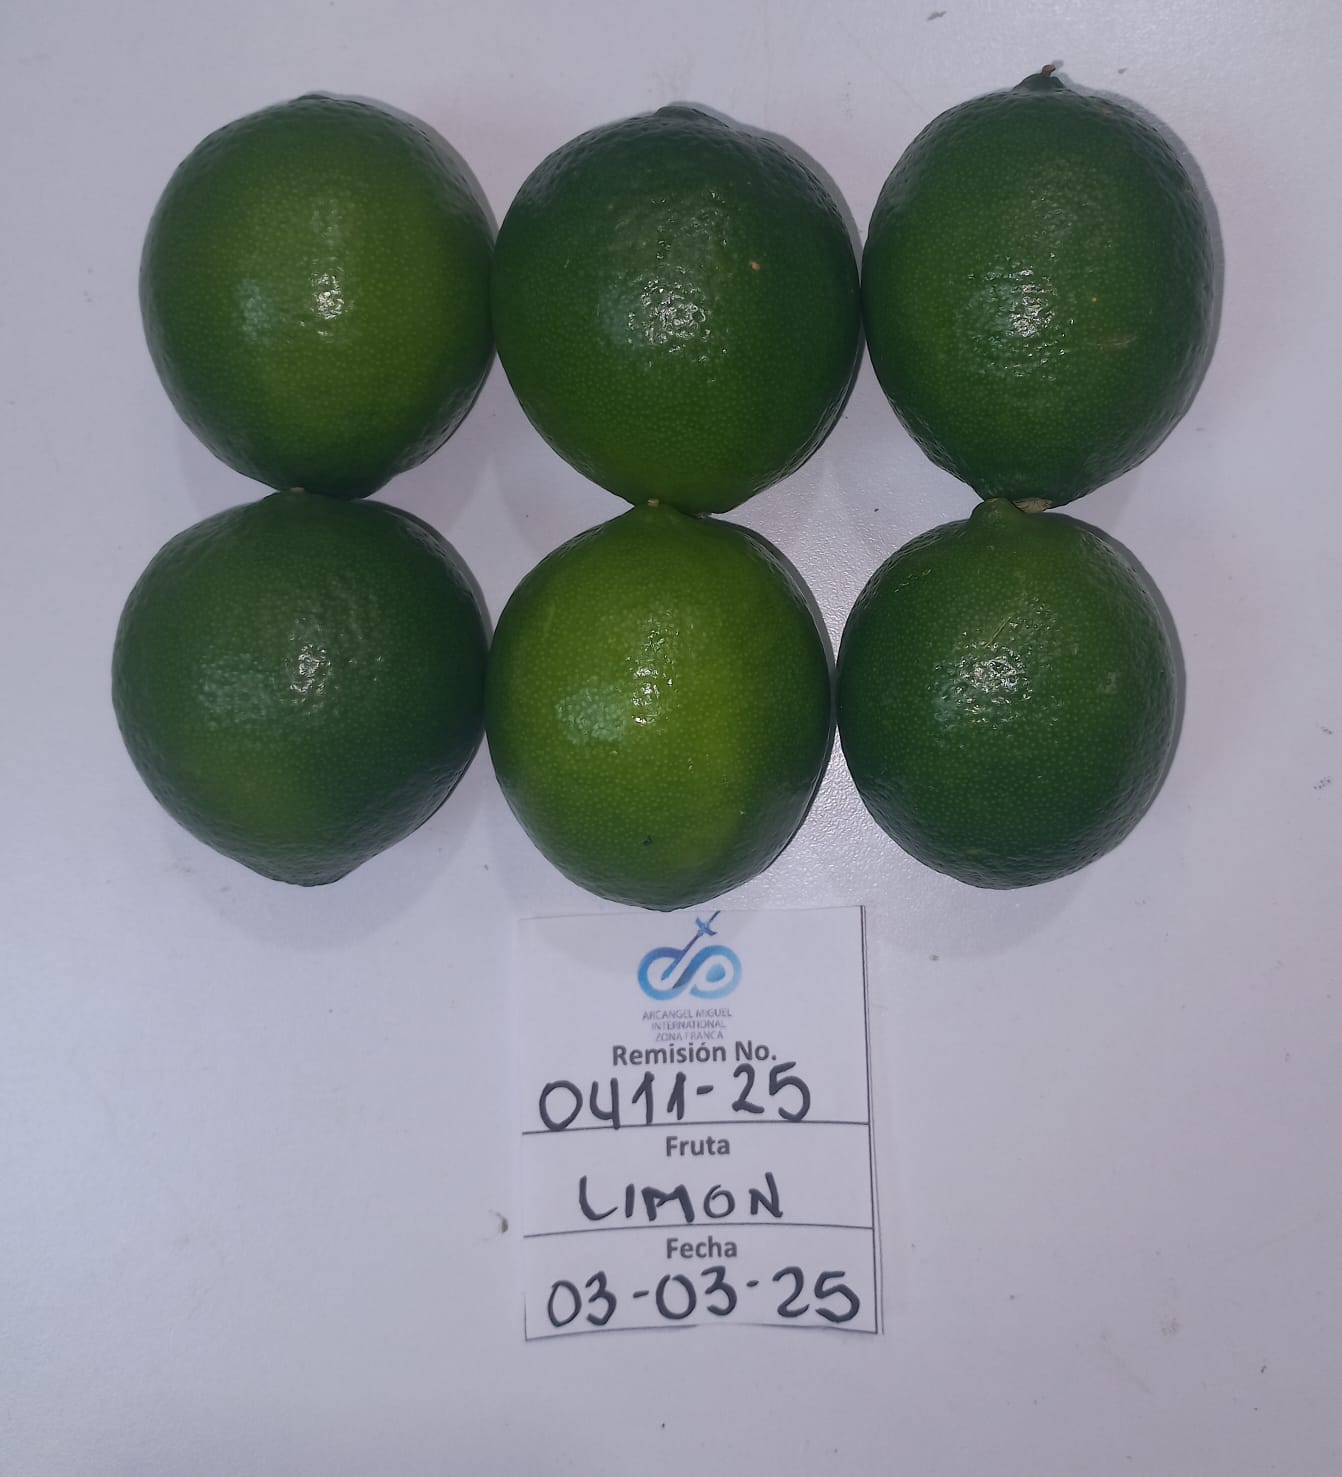 ARCANGEL MIGUEL
INTERNATIONAL
ZONA FRANCA
Remisión No.
0411-25
Fruta
LIMON
Fecha
03-03-25